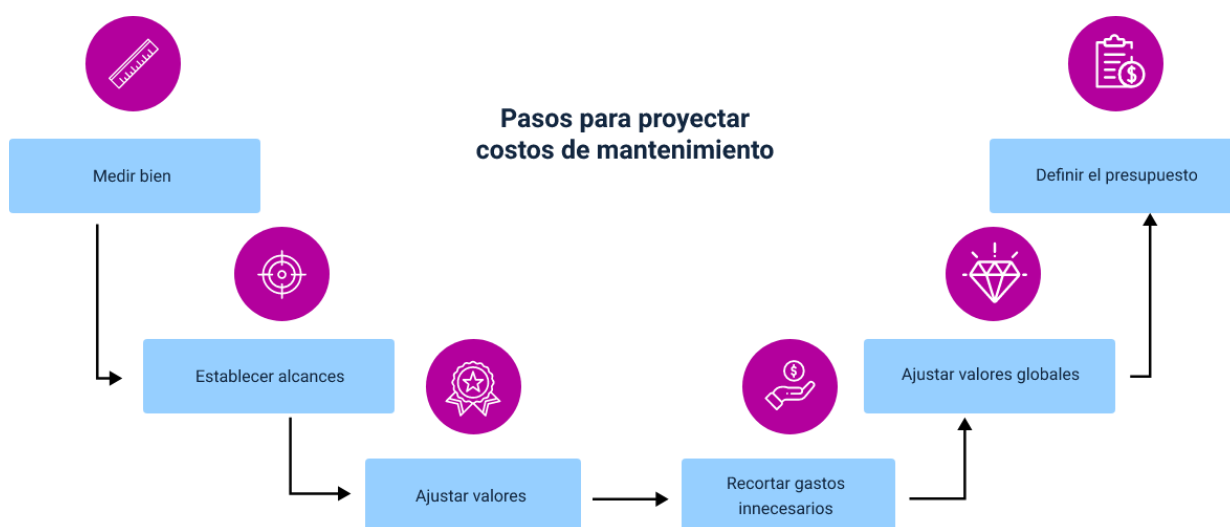 Pasos para proyectar
costos de mantenimiento
Medir bien
Establecer alcances
Ajustar valores
Recortar gastos
innecesarios
Ajustar valores globales
Definir el presupuesto